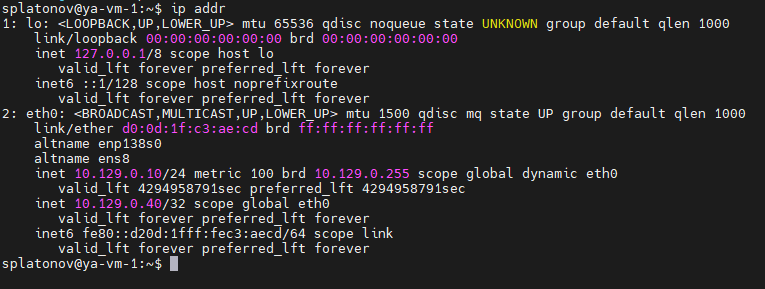 splatonov@ya-vm-1:~$ ip addr
1: lo: <LOOPBACK,UP,LOWER_UP> mtu 65536 qdisc noqueue state UNKNOWN group default qlen 1000
    link/loopback 00:00:00:00:00:00 brd 00:00:00:00:00:00
    inet 127.0.0.1/8 scope host lo
       valid_lft forever preferred_lft forever
    inet6 ::1/128 scope host noprefixroute
       valid_lft forever preferred_lft forever
2: eth0: <BROADCAST,MULTICAST,UP,LOWER_UP> mtu 1500 qdisc mq state UP group default qlen 1000
    link/ether d0:0d:1f:c3:ae:cd brd ff:ff:ff:ff:ff:ff
    altname enp138s0
    altname ens8
    inet 10.129.0.10/24 metric 100 brd 10.129.0.255 scope global dynamic eth0
       valid_lft 4294958791sec preferred_lft 4294958791sec
    inet 10.129.0.40/32 scope global eth0
       valid_lft forever preferred_lft forever
    inet6 fe80::d20d:1fff:fec3:aecd/64 scope link
       valid_lft forever preferred_lft forever
splatonov@ya-vm-1:~$